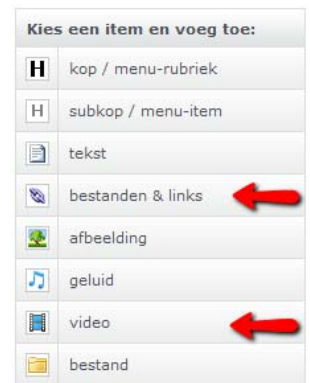 Kies een item en voeg toe:
H kop / menu-rubriek
H subkop / menu-item
tekst
bestanden & links
afbeelding
geluid
video
bestand